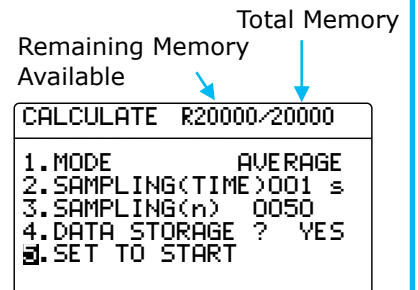 Total Memory
Remaining Memory
Available
CALCULATE R20000/20000
1.MODE AVERAGE
2.SAMPLING(TIME)001 s
3.SAMPLING(n) 0050
4.DATA STORAGE ? YES
5.SET TO START